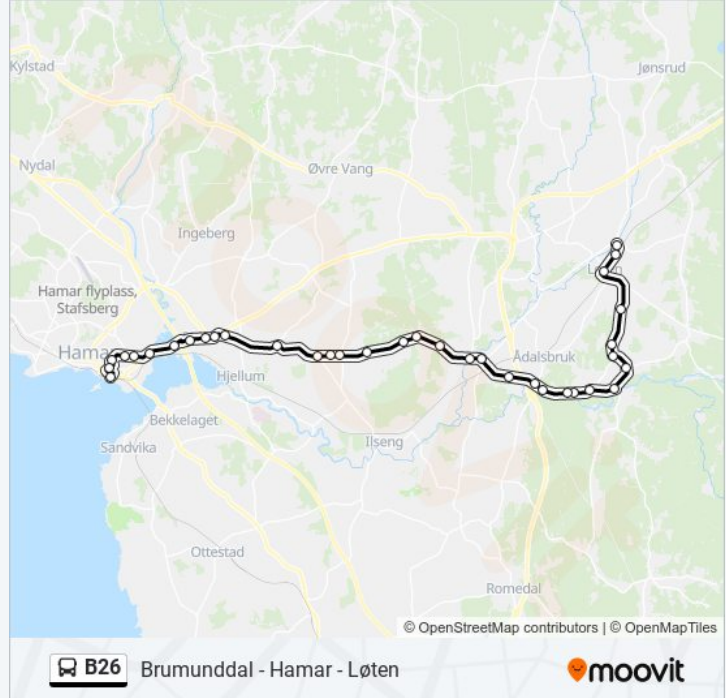 Kylstad
Jønsrud
Nydal
Øvre Vang
Ingeberg
Hamar flyplass,
Stafsberg
Hamar
Ådalsbruk
Hjellum
Bekkelaget
Sandvika
Ilseng
Ottestad
Romedal
© OpenStreetMap contributors | © OpenMapTiles
B26 Brumunddal - Hamar - Løten
moovit